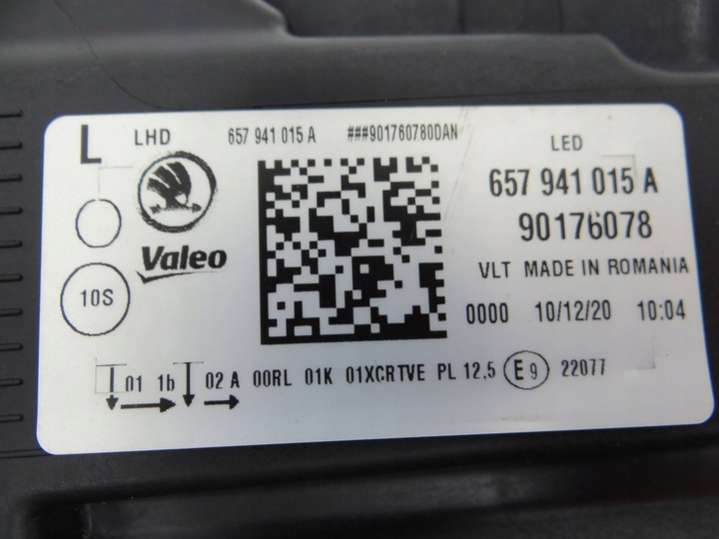 L LHD 657 941 015 A ###901760780DAN
LED
657 941 015 A
90176078
Valeo
VLT MADE IN ROMANIA
10S
0000 10/12/20 10:04
01 1b 02 A 00RL 01K 01XCRTVE PL 12,5 E9 22077